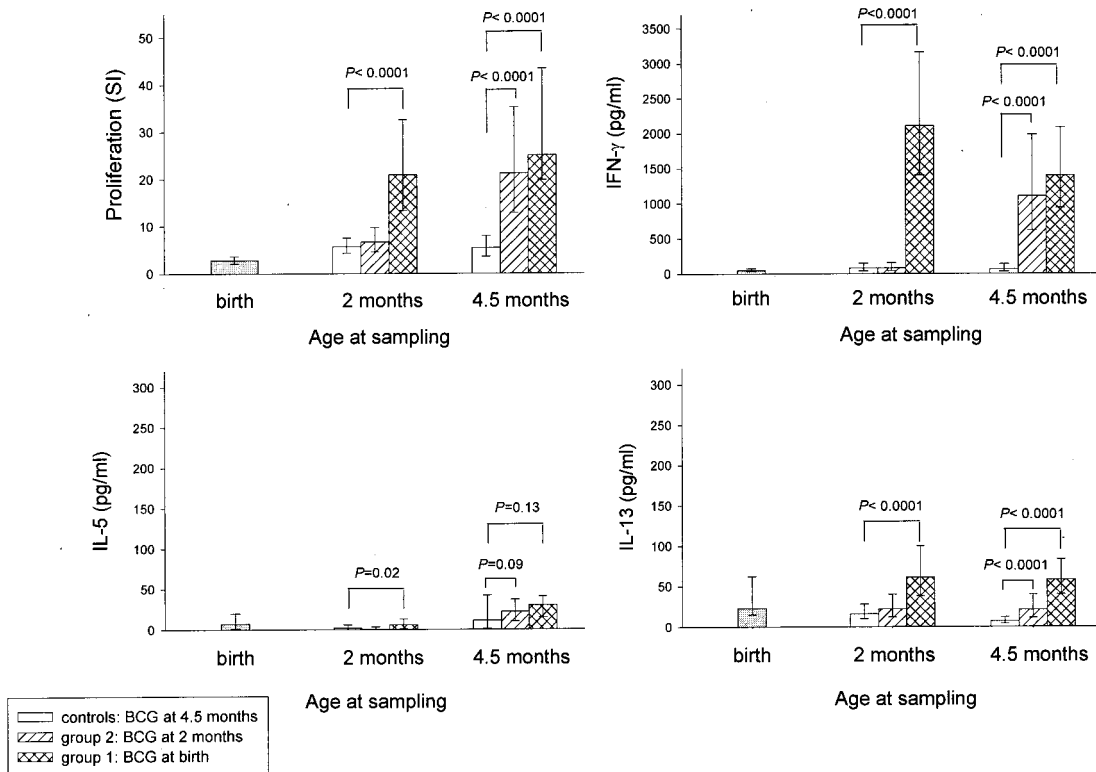 Proliferation (SI)
50
40
30
20
10
0
P< 0.0001
P< 0.0001
P< 0.0001
birth
2 months
4.5 months
Age at sampling
IFN-γ (pg/ml)
3500
3000
2500
2000
1500
1000
500
0
P<0.0001
P< 0.0001
P< 0.0001
birth
2 months
4.5 months
Age at sampling
IL-5 (pg/ml)
300
250
200
150
100
50
0
P=0.02
P=0.13
P=0.09
birth
2 months
4.5 months
Age at sampling
IL-13 (pg/ml)
300
250
200
150
100
50
0
P< 0.0001
P< 0.0001
P< 0.0001
birth
2 months
4.5 months
Age at sampling
controls: BCG at 4.5 months
group 2: BCG at 2 months
group 1: BCG at birth